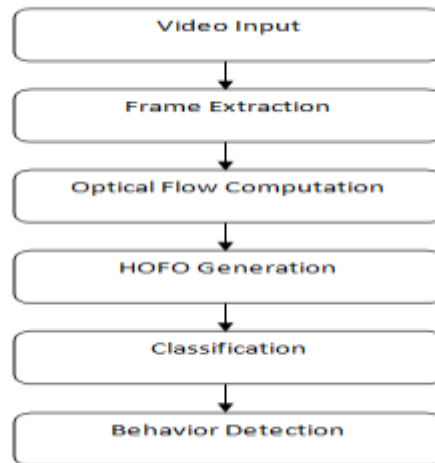 Video Input
Frame Extraction
Optical Flow Computation
HOFO Generation
Classification
Behavior Detection